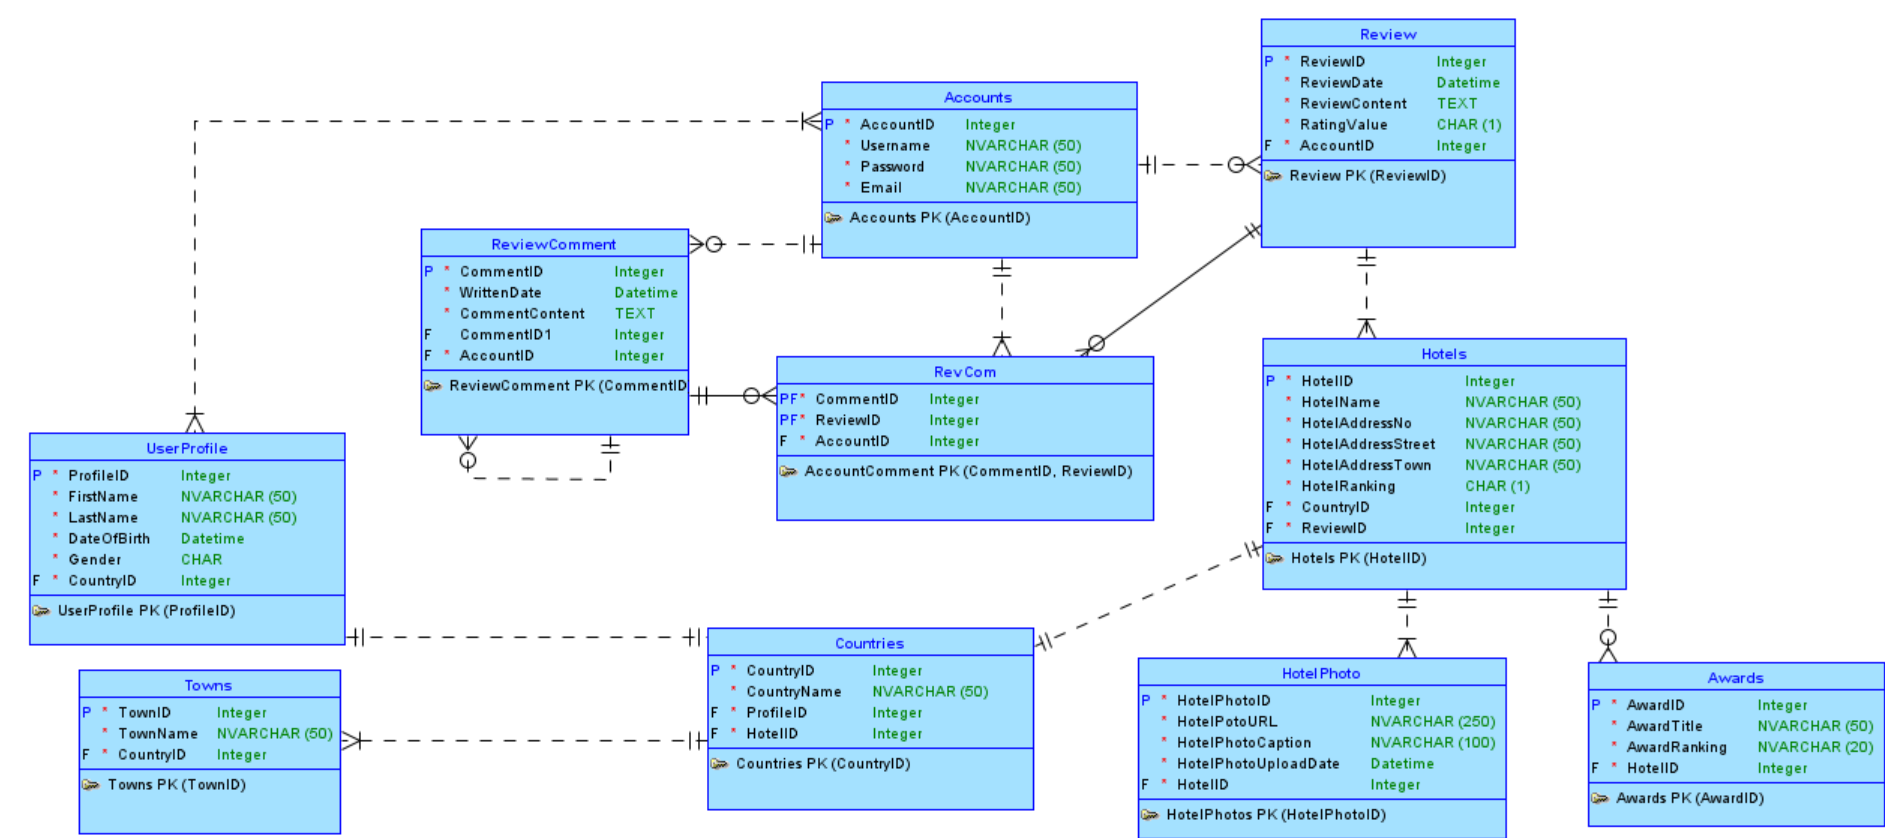 Review
P * ReviewID Integer
* ReviewDate Datetime
* ReviewContent TEXT
* RatingValue CHAR (1)
F * AccountID Integer
Review PK (ReviewID)
Accounts
P * AccountID Integer
* Username NVARCHAR (50)
* Password NVARCHAR (50)
* Email NVARCHAR (50)
Accounts PK (AccountID)
ReviewComment
P * CommentID Integer
* WrittenDate Datetime
* CommentContent TEXT
F CommentID1 Integer
F * AccountID Integer
ReviewComment PK (CommentID
RevCom
PF* CommentID Integer
PF* ReviewID Integer
F * AccountID Integer
AccountComment PK (CommentID, ReviewID)
Hotels
P * HotelID Integer
* HotelName NVARCHAR (50)
* HotelAddressNo NVARCHAR (50)
* HotelAddressStreet NVARCHAR (50)
* HotelAddressTown NVARCHAR (50)
* HotelRanking CHAR (1)
F * CountryID Integer
F * ReviewID Integer
Hotels PK (HotelID)
UserProfile
P * ProfileID Integer
* FirstName NVARCHAR (50)
* LastName NVARCHAR (50)
* DateOfBirth Datetime
* Gender CHAR
F * CountryID Integer
UserProfile PK (ProfileID)
Countries
P * CountryID Integer
* CountryName NVARCHAR (50)
F * ProfileID Integer
F * HotelID Integer
Countries PK (CountryID)
Towns
P * TownID Integer
* TownName NVARCHAR (50)
F * CountryID Integer
Towns PK (TownID)
HotelPhoto
P * HotelPhotoID Integer
* HotelPotoURL NVARCHAR (250)
* HotelPhotoCaption NVARCHAR (100)
* HotelPhotoUploadDate Datetime
F * HotelID Integer
HotelPhotos PK (HotelPhotoID)
Awards
P * AwardID Integer
* AwardTitle NVARCHAR (50)
* AwardRanking NVARCHAR (20)
F * HotelID Integer
Awards PK (AwardID)